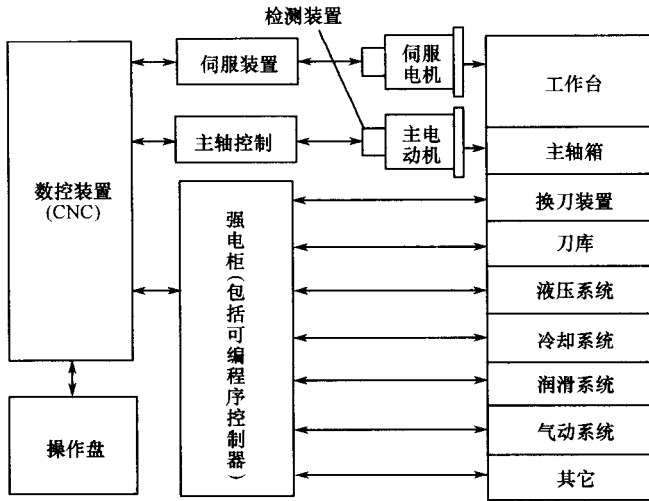 检测装置
伺服装置
伺服
电机
工作台
主轴控制
主电
动机
主轴箱
数控装置
(CNC)
强电柜(包括可编程序控制器)
换刀装置
刀库
液压系统
冷却系统
润滑系统
气动系统
其它
操作盘